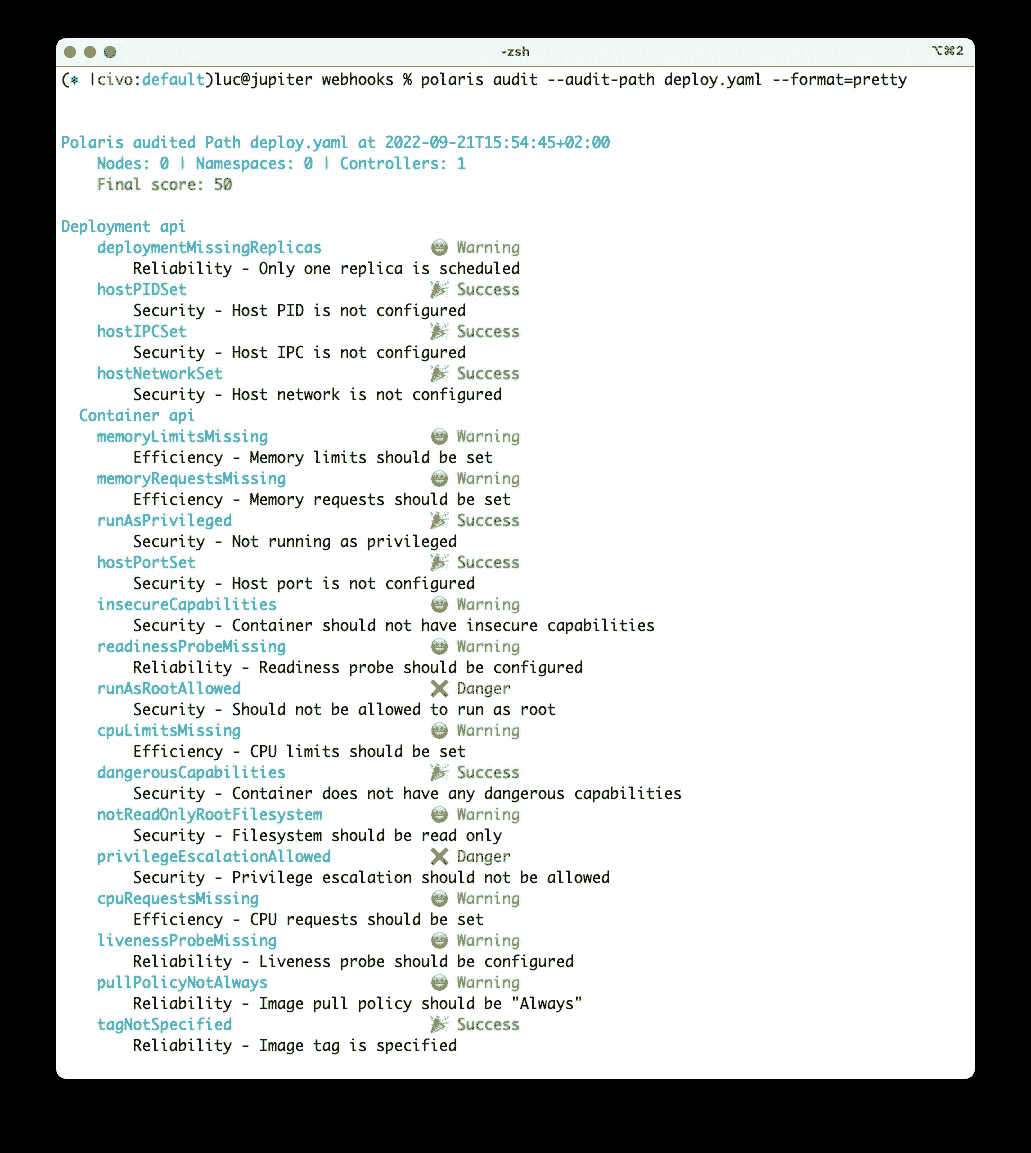 -zsh
⌥⌘2
(⎈ |civo:default)luc@jupiter webhooks % polaris audit --audit-path deploy.yaml --format=pretty
Polaris audited Path deploy.yaml at 2022-09-21T15:54:45+02:00
Nodes: 0 | Namespaces: 0 | Controllers: 1
Final score: 50
Deployment api
deploymentMissingReplicas 😬 Warning
Reliability - Only one replica is scheduled
hostPIDSet 🎉 Success
Security - Host PID is not configured
hostIPCSet 🎉 Success
Security - Host IPC is not configured
hostNetworkSet 🎉 Success
Security - Host network is not configured
Container api
memoryLimitsMissing 😬 Warning
Efficiency - Memory limits should be set
memoryRequestsMissing 😬 Warning
Efficiency - Memory requests should be set
runAsPrivileged 🎉 Success
Security - Not running as privileged
hostPortSet 🎉 Success
Security - Host port is not configured
insecureCapabilities 😬 Warning
Security - Container should not have insecure capabilities
readinessProbeMissing 😬 Warning
Reliability - Readiness probe should be configured
runAsRootAllowed ❌ Danger
Security - Should not be allowed to run as root
cpuLimitsMissing 😬 Warning
Efficiency - CPU limits should be set
dangerousCapabilities 🎉 Success
Security - Container does not have any dangerous capabilities
notReadOnlyRootFilesystem 😬 Warning
Security - Filesystem should be read only
privilegeEscalationAllowed ❌ Danger
Security - Privilege escalation should not be allowed
cpuRequestsMissing 😬 Warning
Efficiency - CPU requests should be set
livenessProbeMissing 😬 Warning
Reliability - Liveness probe should be configured
pullPolicyNotAlways 😬 Warning
Reliability - Image pull policy should be "Always"
tagNotSpecified 🎉 Success
Reliability - Image tag is specified